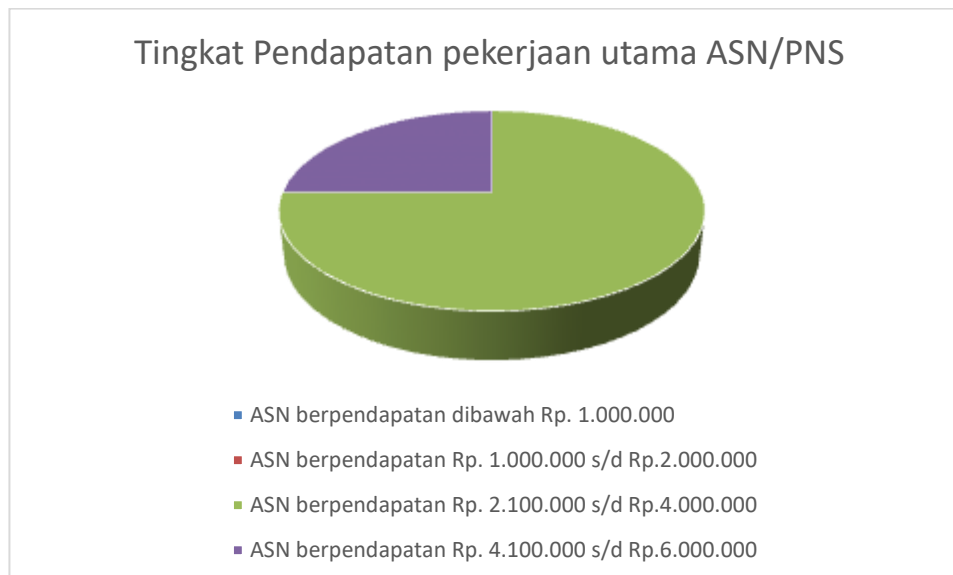 Tingkat Pendapatan pekerjaan utama ASN/PNS
ASN berpendapatan dibawah Rp. 1.000.000
ASN berpendapatan Rp. 1.000.000 s/d Rp.2.000.000
ASN berpendapatan Rp. 2.100.000 s/d Rp.4.000.000
ASN berpendapatan Rp. 4.100.000 s/d Rp.6.000.000